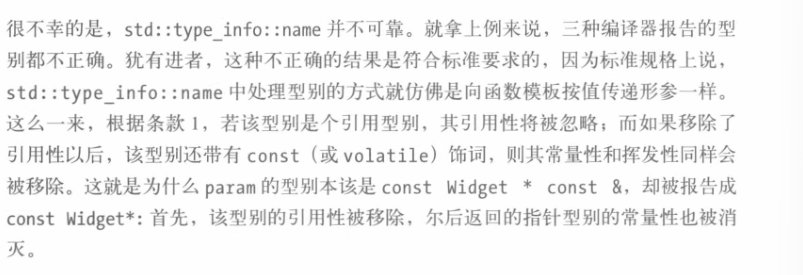 很不幸的是，std::type_info::name 并不可靠。就拿上例来说，三种编译器报告的型
别都不正确。犹有进者，这种不正确的结果是符合标准要求的，因为标准规格上说，
std::type_info::name 中处理型别的方式就仿佛是向函数模板按值传递形参一样。
这么一来，根据条款 1，若该型别是个引用型别，其引用性将被忽略；而如果移除了
引用性以后，该型别还带有 const（或 volatile）饰词，则其常量性和挥发性同样会
被移除。这就是为什么 param 的型别本该是 const Widget * const &，却被报告成
const Widget*: 首先，该型别的引用性被移除，尔后返回的指针型别的常量性也被消
灭。